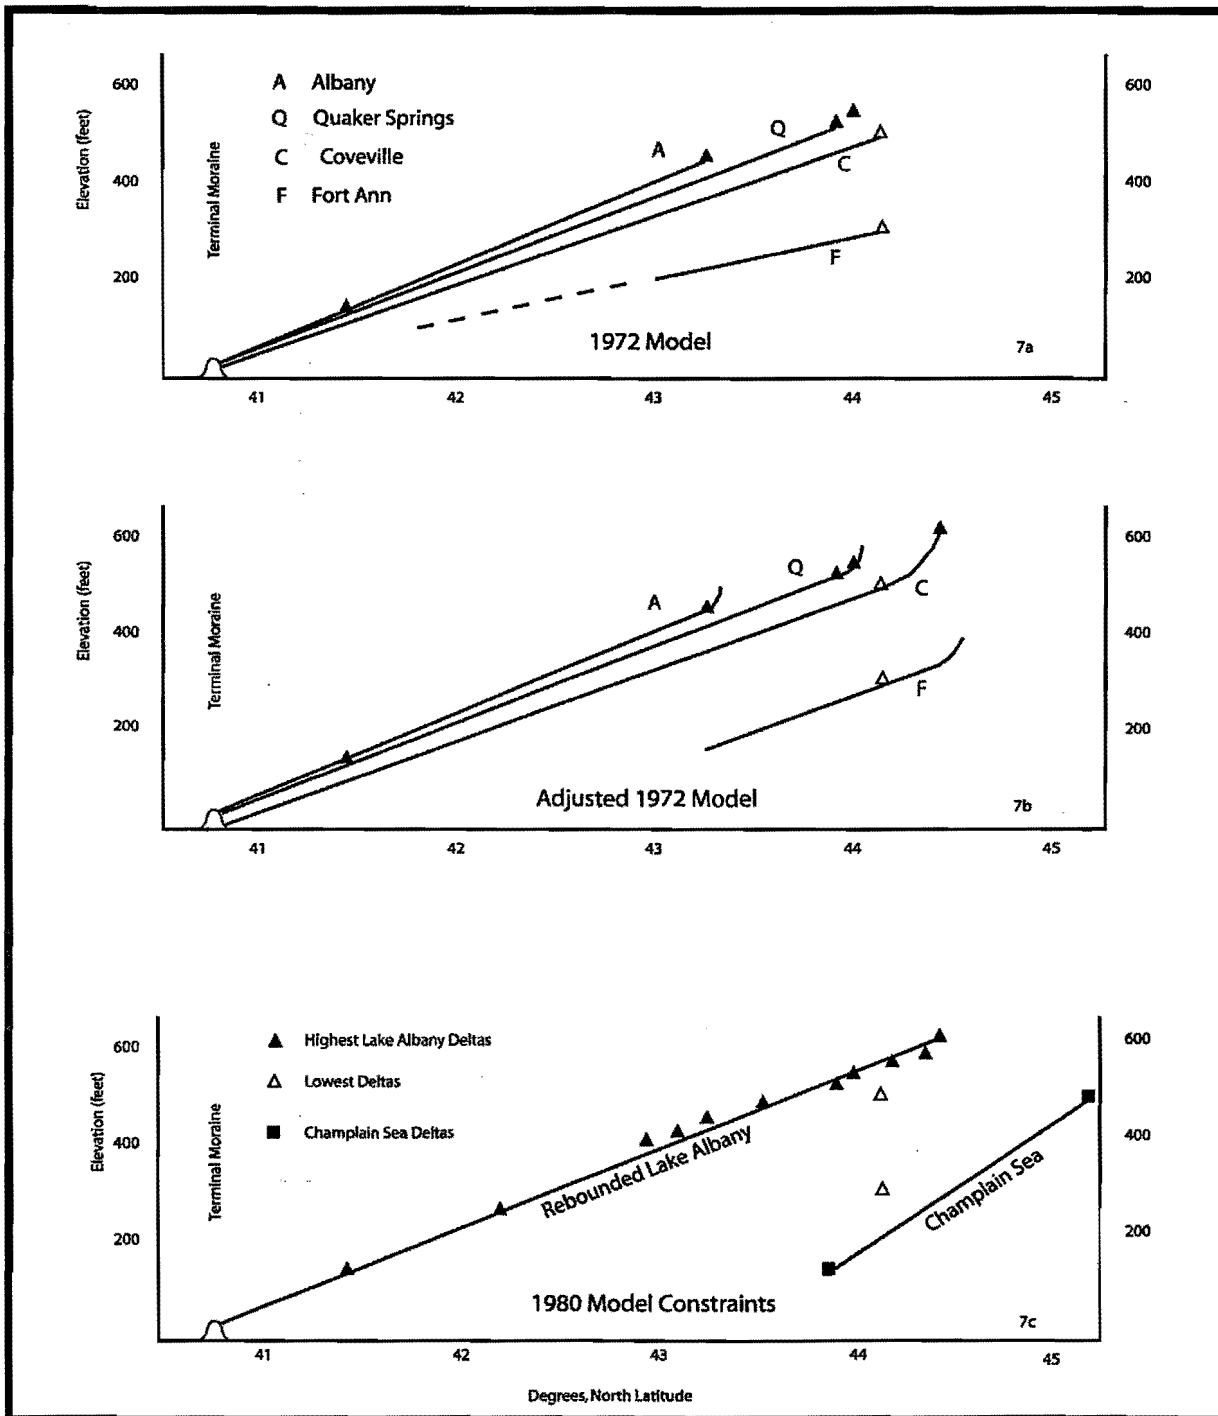 600
400
200
Elevation (feet)
Terminal Moraine
A Albany
Q Quaker Springs
C Coveville
F Fort Ann
A
Q
C
F
600
400
200
1972 Model
7a
41 42 43 44 45
600
400
200
Elevation (feet)
Terminal Moraine
A
Q
C
F
600
400
200
Adjusted 1972 Model
7b
41 42 43 44 45
600
400
200
Elevation (feet)
Terminal Moraine
Highest Lake Albany Deltas
Lowest Deltas
Champlain Sea Deltas
Rebounded Lake Albany
Champlain Sea
600
400
200
1980 Model Constraints
7c
41 42 43 44 45
Degrees, North Latitude